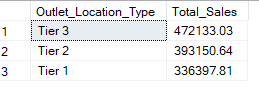 Outlet_Location_Type Total_Sales
1 Tier 3 472133.03
2 Tier 2 393150.64
3 Tier 1 336397.81